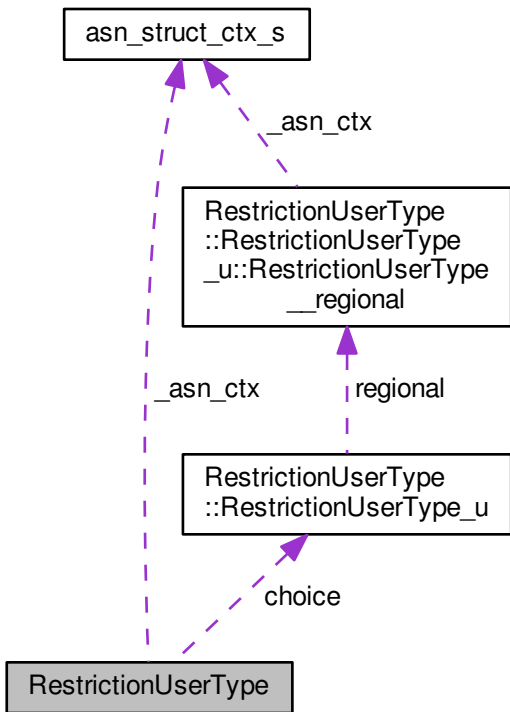 asn_struct_ctx_s
_asn_ctx
RestrictionUserType
::RestrictionUserType
_u::RestrictionUserType
__regional
_asn_ctx
regional
RestrictionUserType
::RestrictionUserType_u
choice
RestrictionUserType